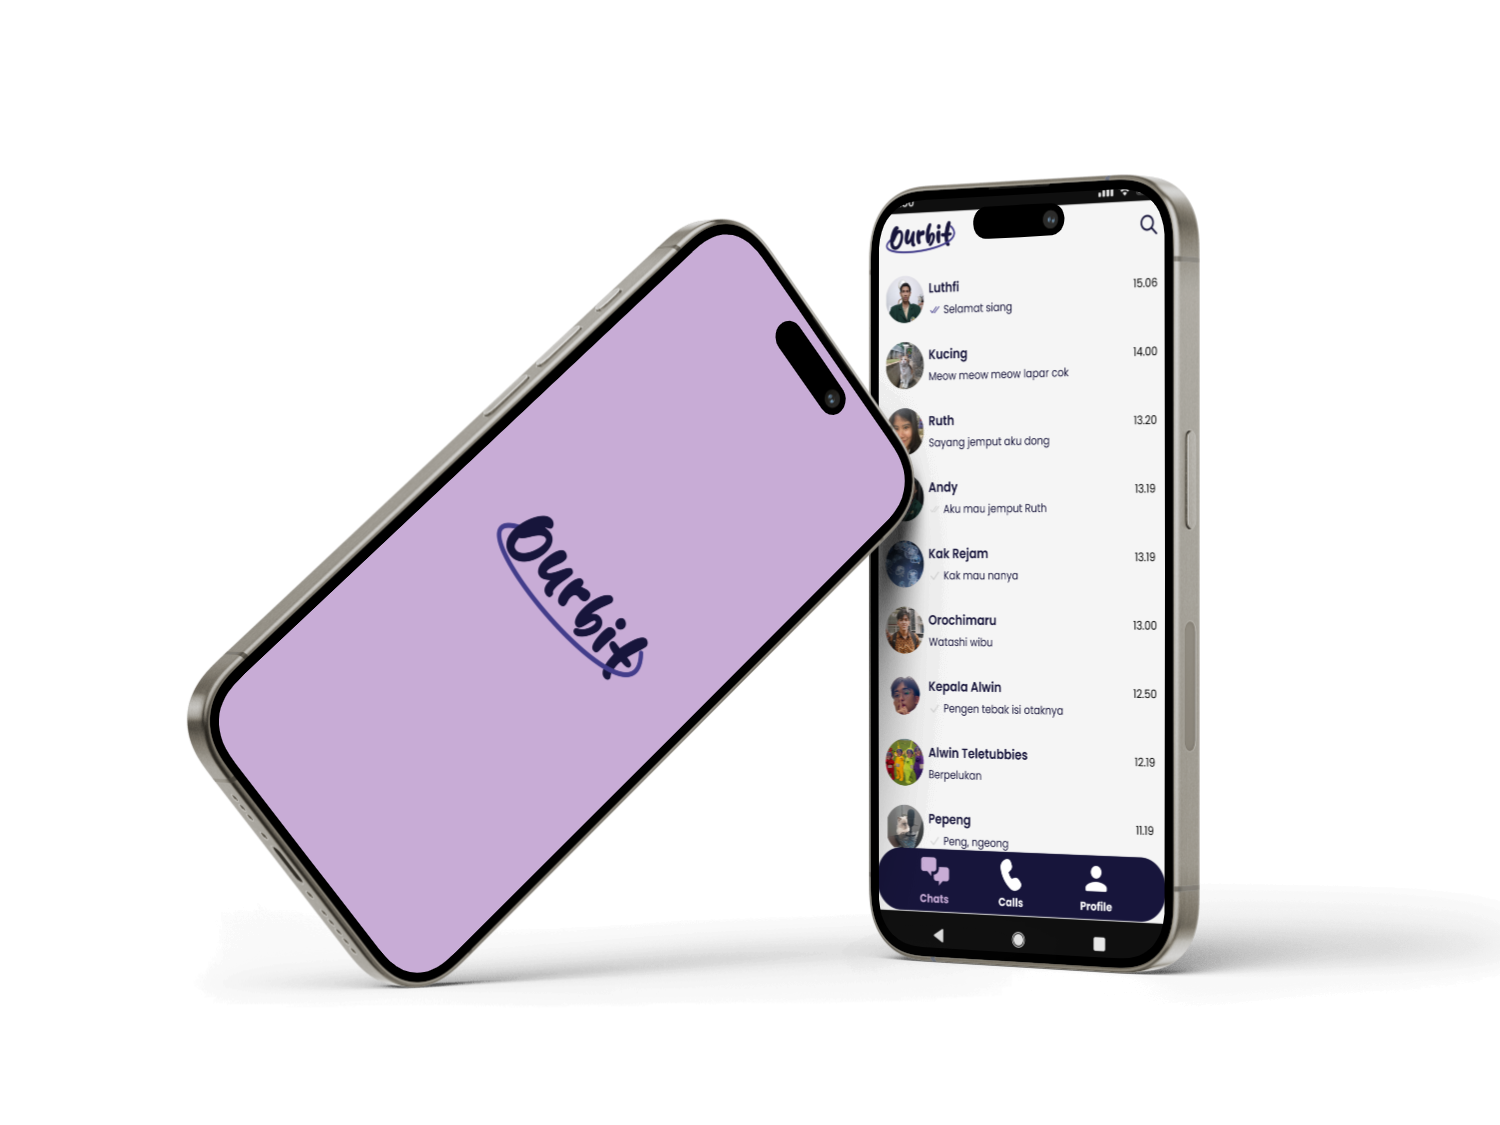 Ourbit
Ourbit
Luthfi
15.06
Selamat siang
Kucing
14.00
Meow meow meow lapar cok
Ruth
13.20
Sayang jemput aku dong
Andy
13.19
Aku mau jemput Ruth
Kak Rejam
13.19
Kak mau nanya
Orochimaru
13.00
Watashi wibu
Kepala Alwin
12.50
Pengen tebak isi otaknya
Alwin Teletubbies
12.19
Berpelukan
Pepeng
11.19
Peng, ngeong
Chats
Calls
Profile